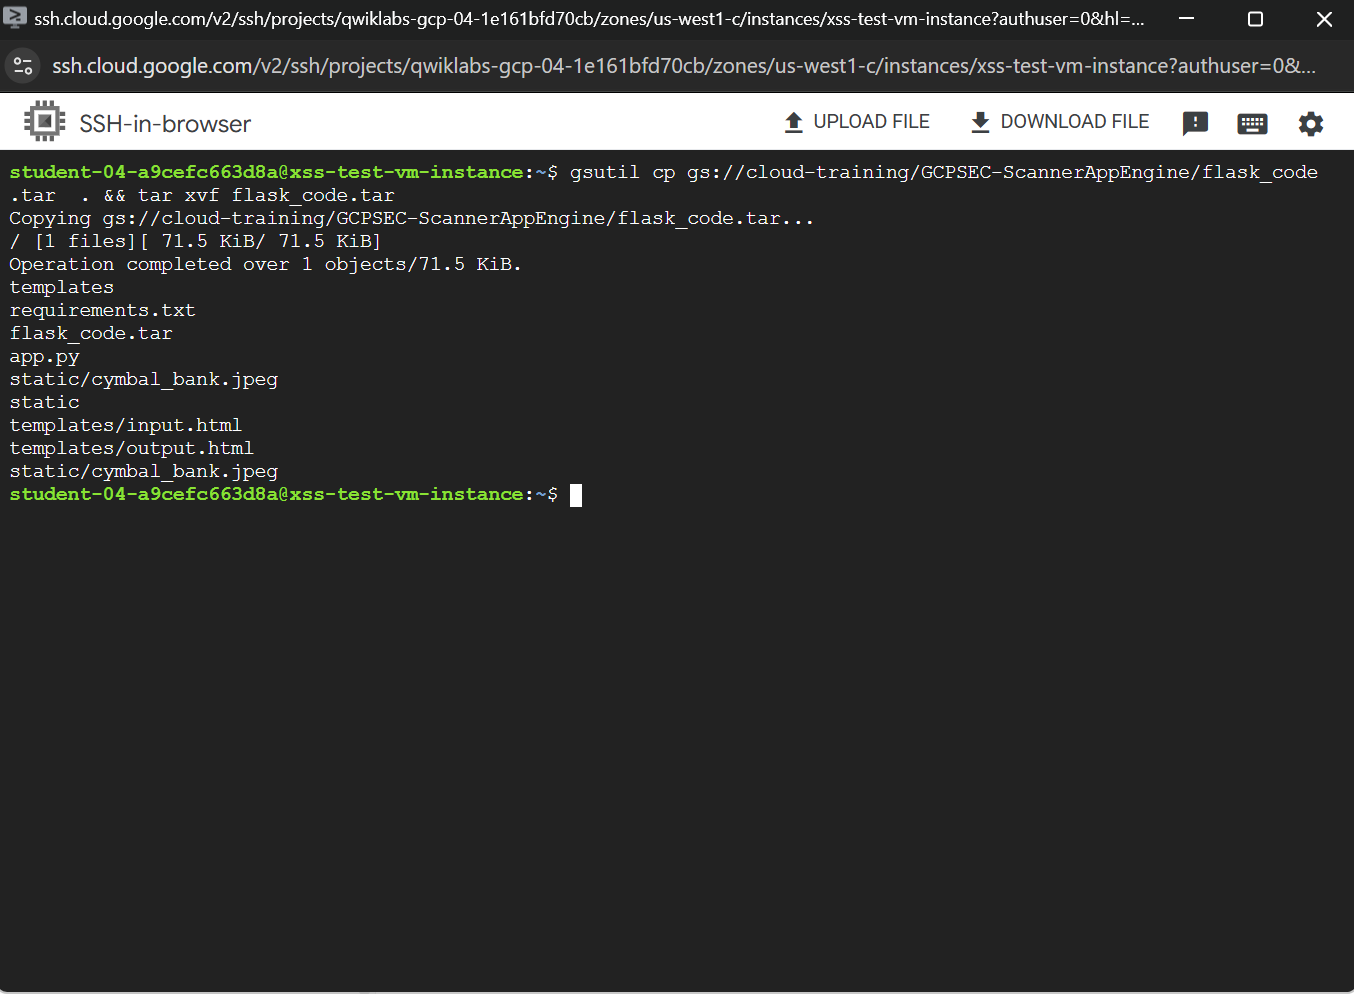 ssh.cloud.google.com/v2/ssh/projects/qwiklabs-gcp-04-1e161bfd70cb/zones/us-west1-c/instances/xss-test-vm-instance?authuser=0&hl=...
ssh.cloud.google.com/v2/ssh/projects/qwiklabs-gcp-04-1e161bfd70cb/zones/us-west1-c/instances/xss-test-vm-instance?authuser=0&...
SSH-in-browser
UPLOAD FILE
DOWNLOAD FILE
student-04-a9cefc663d8a@xss-test-vm-instance:~$ gsutil cp gs://cloud-training/GCPSEC-ScannerAppEngine/flask_code
.tar  . && tar xvf flask_code.tar
Copying gs://cloud-training/GCPSEC-ScannerAppEngine/flask_code.tar...
/ [1 files][ 71.5 KiB/ 71.5 KiB]
Operation completed over 1 objects/71.5 KiB.
templates
requirements.txt
flask_code.tar
app.py
static/cymbal_bank.jpeg
static
templates/input.html
templates/output.html
static/cymbal_bank.jpeg
student-04-a9cefc663d8a@xss-test-vm-instance:~$